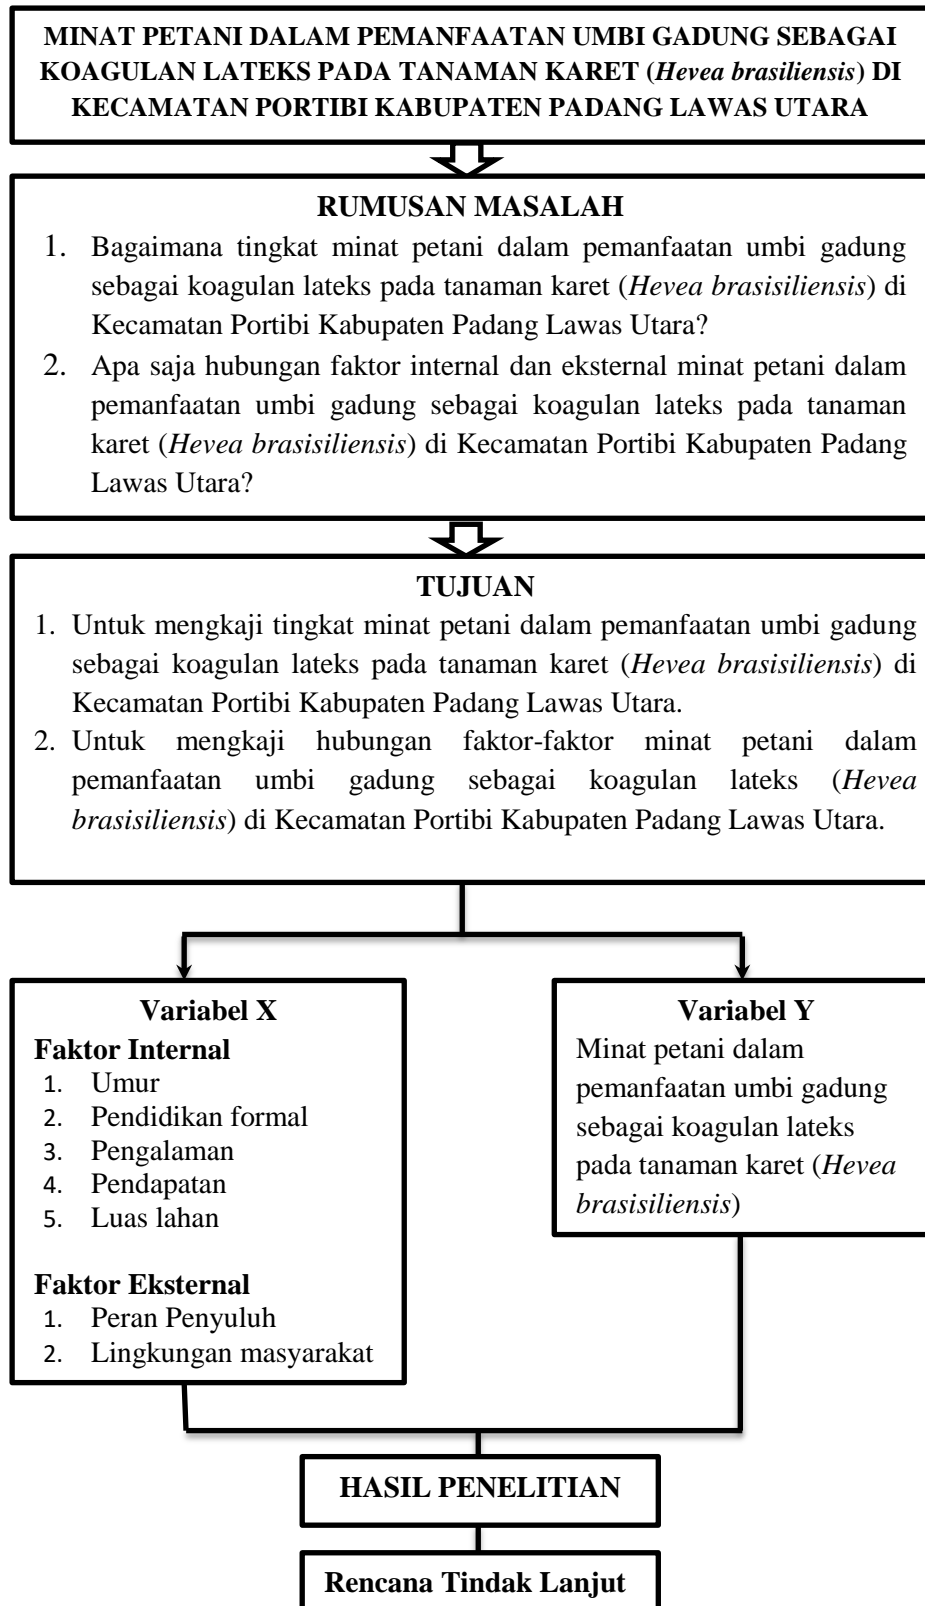 MINAT PETANI DALAM PEMANFAATAN UMBI GADUNG SEBAGAI
KOAGULAN LATEKS PADA TANAMAN KARET (Hevea brasiliensis) DI
KECAMATAN PORTIBI KABUPATEN PADANG LAWAS UTARA
RUMUSAN MASALAH
1. Bagaimana tingkat minat petani dalam pemanfaatan umbi gadung
sebagai koagulan lateks pada tanaman karet (Hevea brasisiliensis) di
Kecamatan Portibi Kabupaten Padang Lawas Utara?
2. Apa saja hubungan faktor internal dan eksternal minat petani dalam
pemanfaatan umbi gadung sebagai koagulan lateks pada tanaman
karet (Hevea brasisiliensis) di Kecamatan Portibi Kabupaten Padang
Lawas Utara?
TUJUAN
1. Untuk mengkaji tingkat minat petani dalam pemanfaatan umbi gadung
sebagai koagulan lateks pada tanaman karet (Hevea brasisiliensis) di
Kecamatan Portibi Kabupaten Padang Lawas Utara.
2. Untuk mengkaji hubungan faktor-faktor minat petani dalam
pemanfaatan umbi gadung sebagai koagulan lateks (Hevea
brasisiliensis) di Kecamatan Portibi Kabupaten Padang Lawas Utara.
Variabel X
Faktor Internal
1. Umur
2. Pendidikan formal
3. Pengalaman
4. Pendapatan
5. Luas lahan
Faktor Eksternal
1. Peran Penyuluh
2. Lingkungan masyarakat
Variabel Y
Minat petani dalam
pemanfaatan umbi gadung
sebagai koagulan lateks
pada tanaman karet (Hevea
brasisiliensis)
HASIL PENELITIAN
Rencana Tindak Lanjut